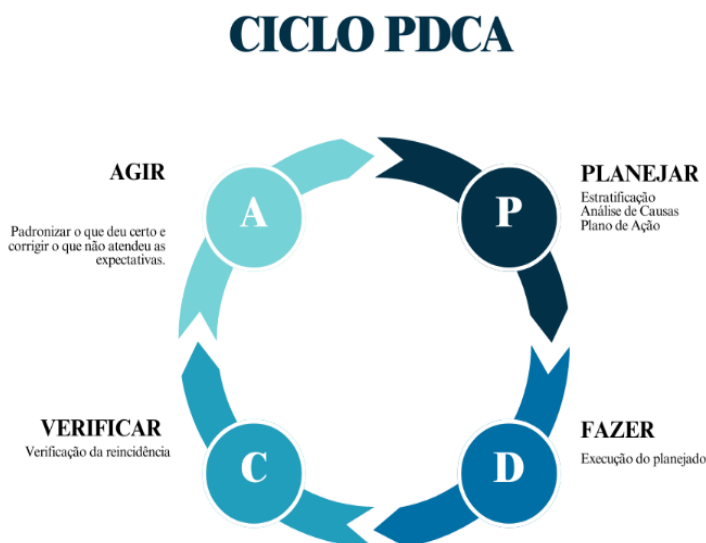 CICLO PDCA
AGIR
Padronizar o que deu certo e
corrigir o que não atendeu as
expectativas.
A
P
PLANEJAR
Estratificação
Análise de Causas
Plano de Ação
VERIFICAR
Verificação da reincidência
C
D
FAZER
Execução do planejado